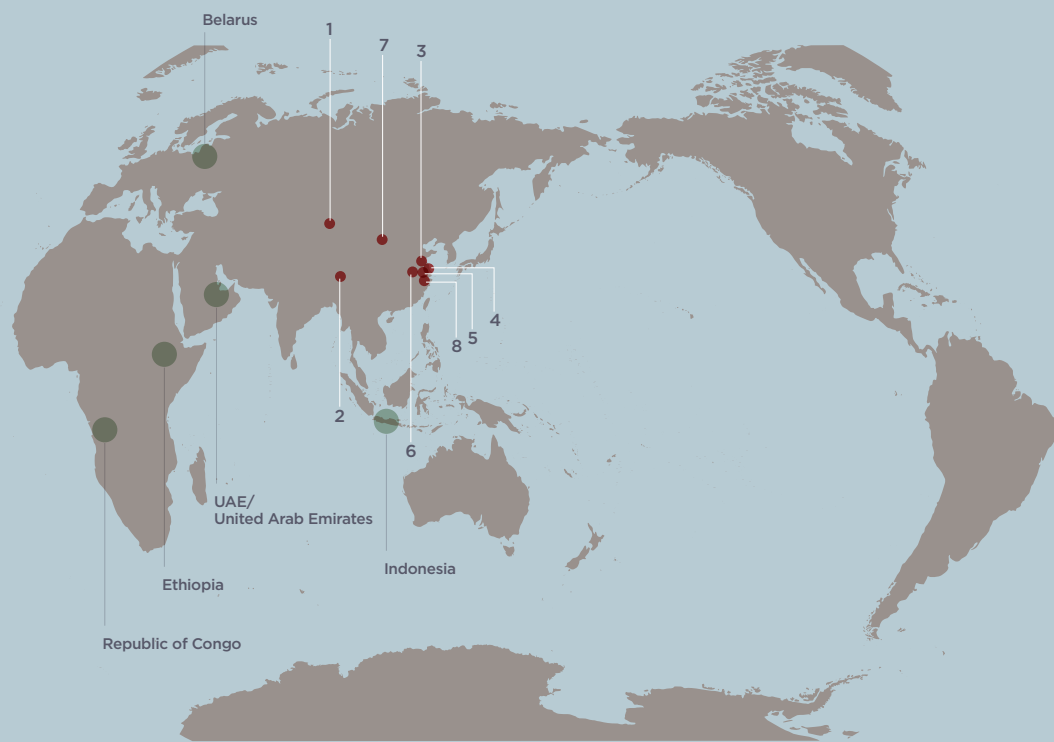 Belarus
1
7
3
4
5
8
2
6
UAE/
United Arab Emirates
Indonesia
Ethiopia
Republic of Congo